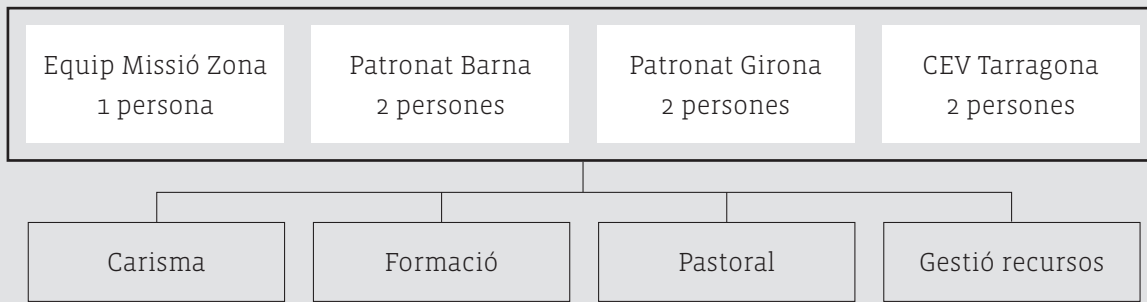 Equip Missió Zona
1 persona
Patronat Barna
2 persones
Patronat Girona
2 persones
CEV Tarragona
2 persones
Carisma
Formació
Pastoral
Gestió recursos